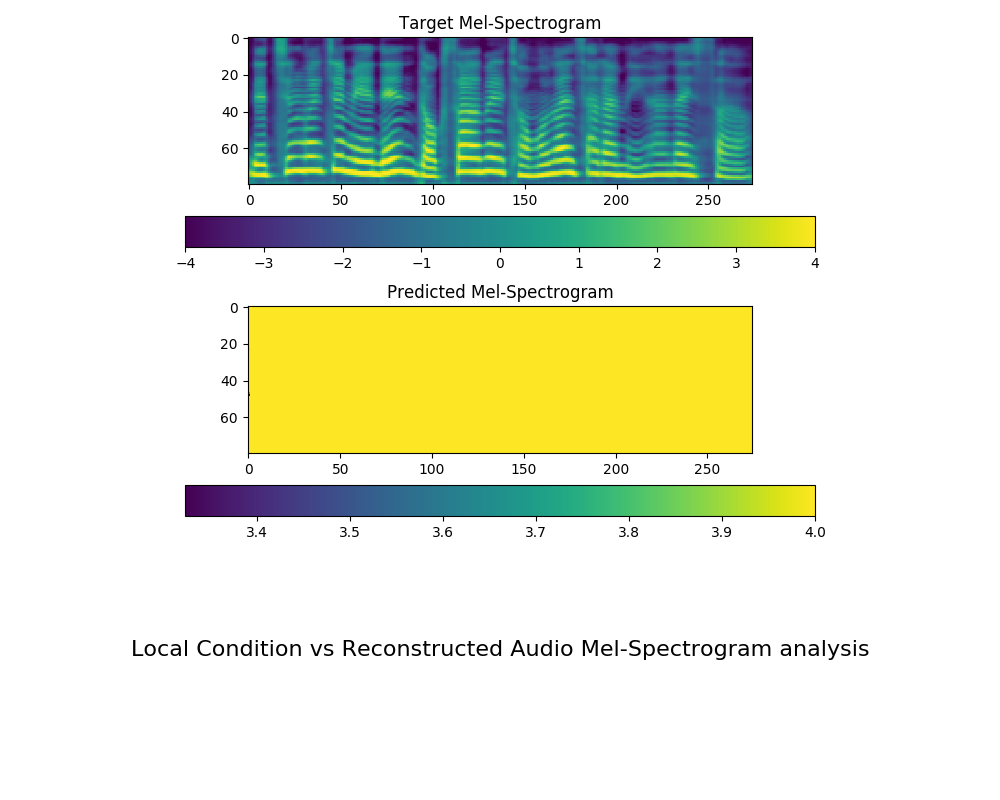 Target Mel-Spectrogram
0
20
40
60
0 50 100 150 200 250
−4 −3 −2 −1 0 1 2 3 4
Predicted Mel-Spectrogram
0
20
40
60
0 50 100 150 200 250
3.4 3.5 3.6 3.7 3.8 3.9 4.0
Local Condition vs Reconstructed Audio Mel-Spectrogram analysis